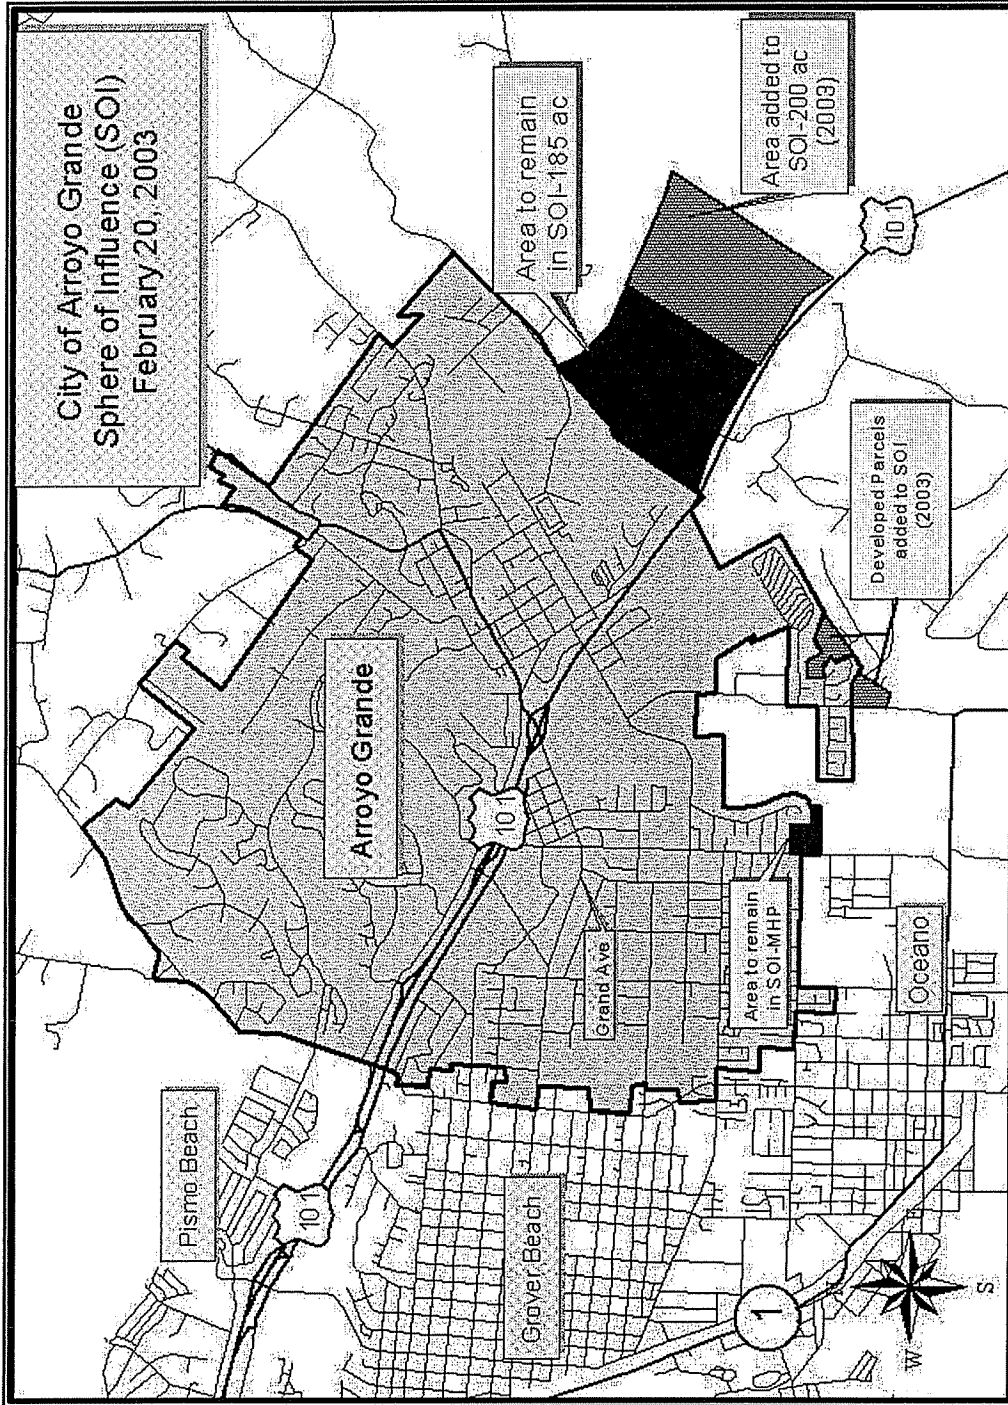 City of Arroyo Grande
Sphere of Influence (SOI)
February 20, 2003
Area to remain
in SOI-185 ac
Area added to
SOI-200 ac
(2003)
Pismo Beach
101
Arroyo Grande
101
101
Grand Ave
Grover Beach
Area to remain
in SOI-MHP
Developed Parcels
added to SOI
(2003)
Oceano
1
W
S